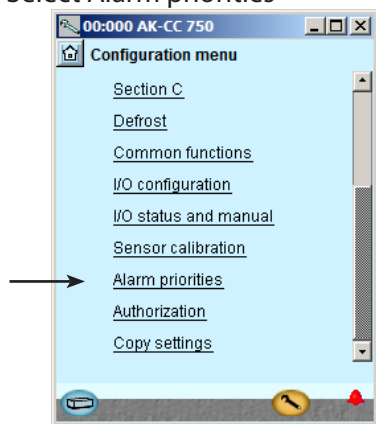 Select Alarm priorities
00:000 AK-CC 750
Configuration menu
Section C
Defrost
Common functions
I/O configuration
I/O status and manual
Sensor calibration
Alarm priorities
Authorization
Copy settings